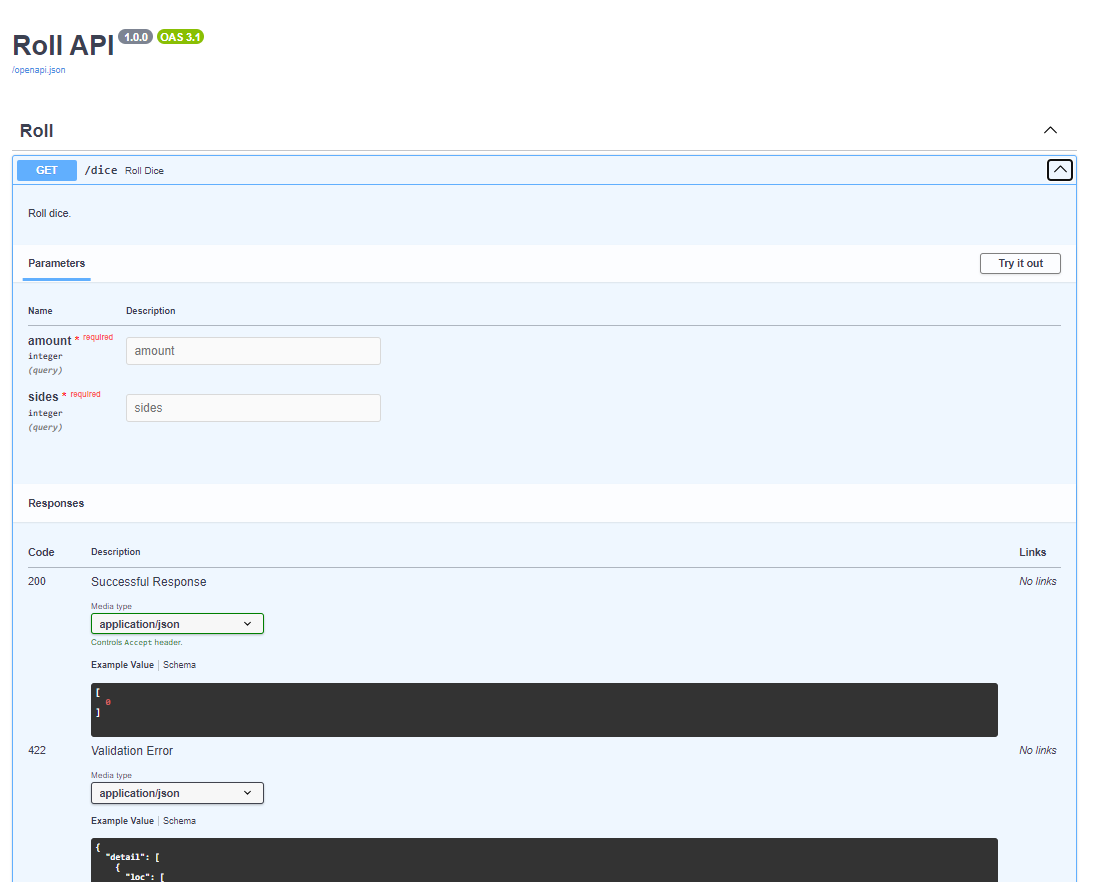 Roll API 1.0.0 OAS 3.1
/openapi.json
Roll
GET /dice Roll Dice
Roll dice.
Parameters
Try it out
Name Description
amount * required
integer
(query)
amount
sides * required
integer
(query)
sides
Responses
Code Description Links
200 Successful Response No links
Media type
application/json
Controls Accept header.
Example Value | Schema
[
0
]
422 Validation Error No links
Media type
application/json
Example Value | Schema
{
"detail": [
{
"loc": [